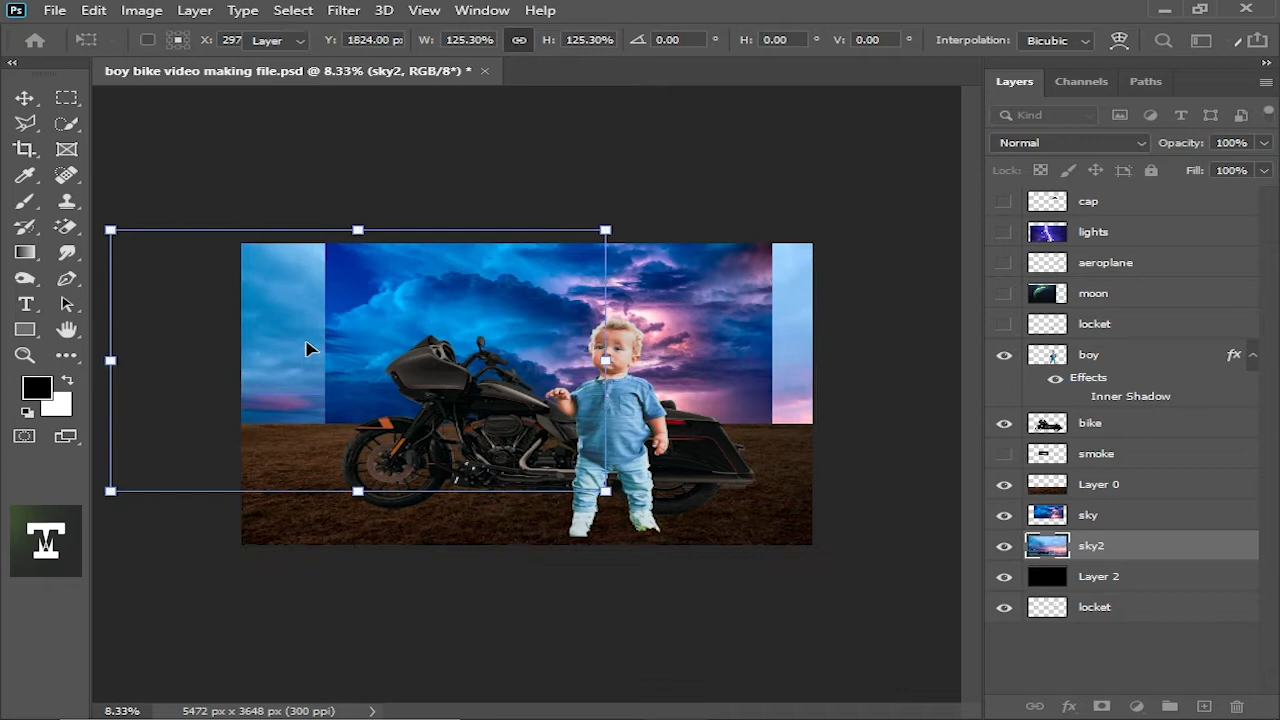 Ps File Edit Image Layer Type Select Filter 3D View Window Help
X: 297 Layer Y: 1824.00 px W: 125.30% H: 125.30% 0.00 ° H: 0.00 ° V: 0.00 ° Interpolation: Bicubic
boy bike video making file.psd @ 8.33% (sky2, RGB/8*) *
Layers Channels Paths
Kind
Normal Opacity: 100%
Lock: Fill: 100%
cap
lights
aeroplane
moon
locket
boy fx
Effects
Inner Shadow
bike
smoke
Layer 0
sky
sky2
Layer 2
locket
8.33% 5472 px x 3648 px (300 ppi)
fx